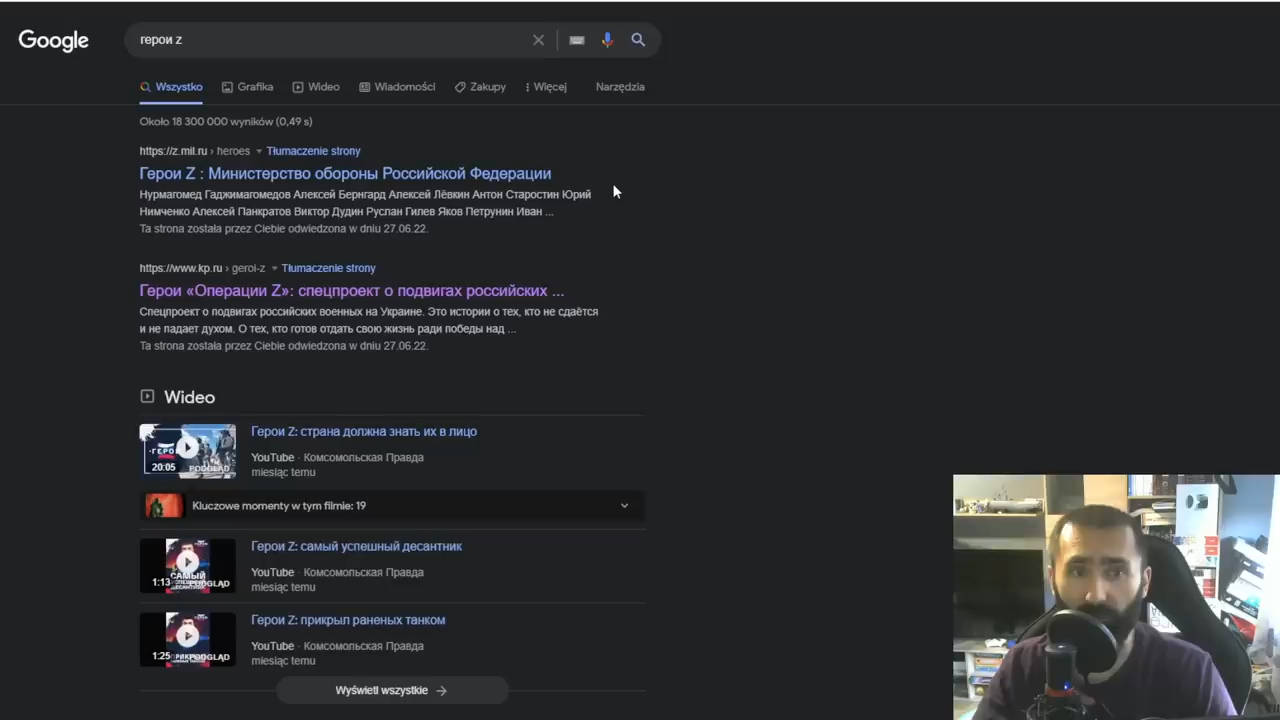 Google
герои z
Wszystko Grafika Wideo Wiadomości Zakupy Więcej Narzędzia
Około 18 300 000 wyników (0,49 s)
https://z.mil.ru › heroes Tłumaczenie strony
Герои Z : Министерство обороны Российской Федерации
Нурмагомед Гаджимагомедов Алексей Бернгард Алексей Лёвкин Антон Старостин Юрий
Нимченко Алексей Панкратов Виктор Дудин Руслан Гилев Яков Петрунин Иван ...
Ta strona została przez Ciebie odwiedzona w dniu 27.06.22.
https://www.kp.ru › geroi-z Tłumaczenie strony
Герои «Операции Z»: спецпроект о подвигах российских ...
Спецпроект о подвигах российских военных на Украине. Это истории о тех, кто не сдаётся
и не падает духом. О тех, кто готов отдать свою жизнь ради победы над ...
Ta strona została przez Ciebie odwiedzona w dniu 27.06.22.
Wideo
20:05 PODGLĄD
Герои Z: страна должна знать их в лицо
YouTube · Комсомольская Правда
miesiąc temu
Kluczowe momenty w tym filmie: 19
САМЫЙ
1:13 PODGLĄD
Герои Z: самый успешный десантник
YouTube · Комсомольская Правда
miesiąc temu
1:25 PODGLĄD
Герои Z: прикрыл раненых танком
YouTube · Комсомольская Правда
miesiąc temu
Wyświetl wszystkie